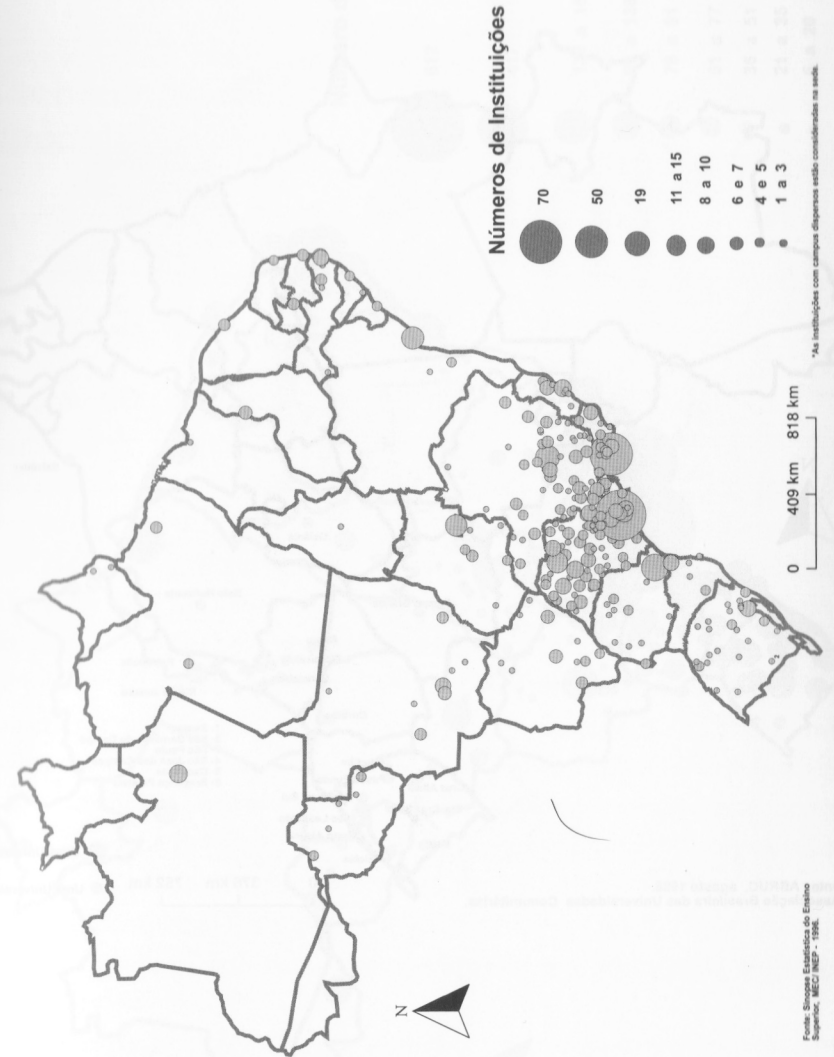 Números de Instituições
70
50
19
11 a 15
8 a 10
6 e 7
4 e 5
1 a 3
*As instituições com campus dispersos estão consideradas na sede.
0 409 km 818 km
N
Fonte: Sinopse Estatística do Ensino
Superior, MEC/ INEP - 1996.